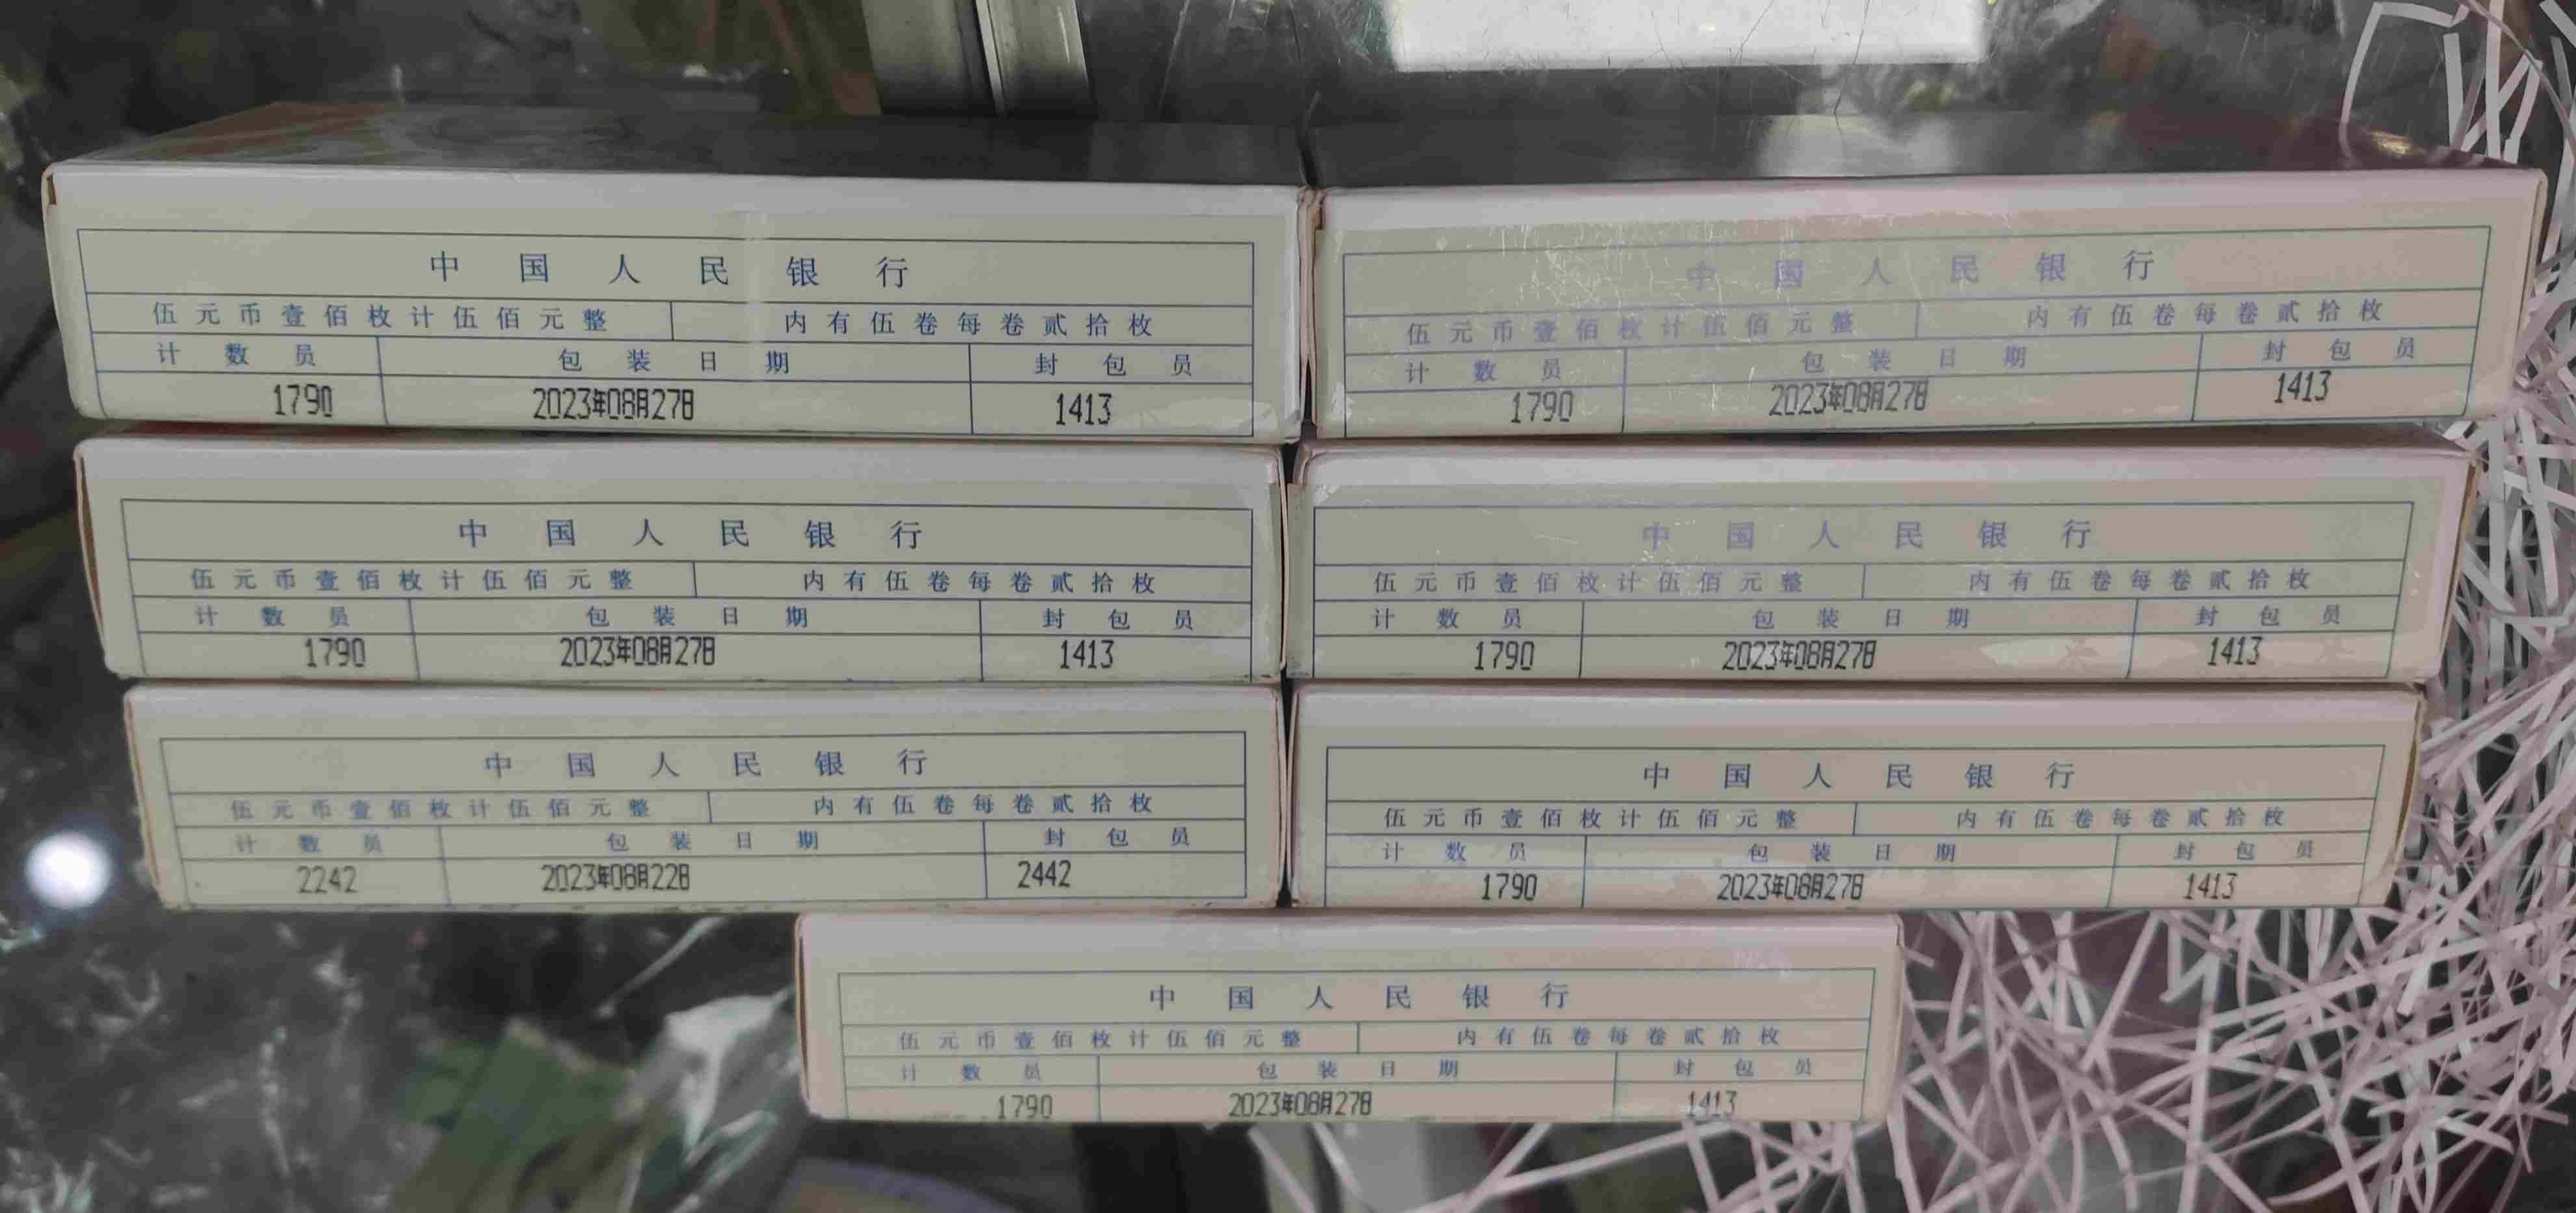 中国人民银行
伍元币壹佰枚计伍佰元整 内有伍卷每卷贰拾枚
计数员 包装日期 封包员
1790 2023年08月27日 1413
中国人民银行
伍元币壹佰枚计伍佰元整 内有伍卷每卷贰拾枚
计数员 包装日期 封包员
1790 2023年08月27日 1413
中国人民银行
伍元币壹佰枚计伍佰元整 内有伍卷每卷贰拾枚
计数员 包装日期 封包员
1790 2023年08月27日 1413
中国人民银行
伍元币壹佰枚计伍佰元整 内有伍卷每卷贰拾枚
计数员 包装日期 封包员
1790 2023年08月27日 1413
中国人民银行
伍元币壹佰枚计伍佰元整 内有伍卷每卷贰拾枚
计数员 包装日期 封包员
2242 2023年08月22日 2442
中国人民银行
伍元币壹佰枚计伍佰元整 内有伍卷每卷贰拾枚
计数员 包装日期 封包员
1790 2023年08月27日 1413
中国人民银行
伍元币壹佰枚计伍佰元整 内有伍卷每卷贰拾枚
计数员 包装日期 封包员
1790 2023年08月27日 1413